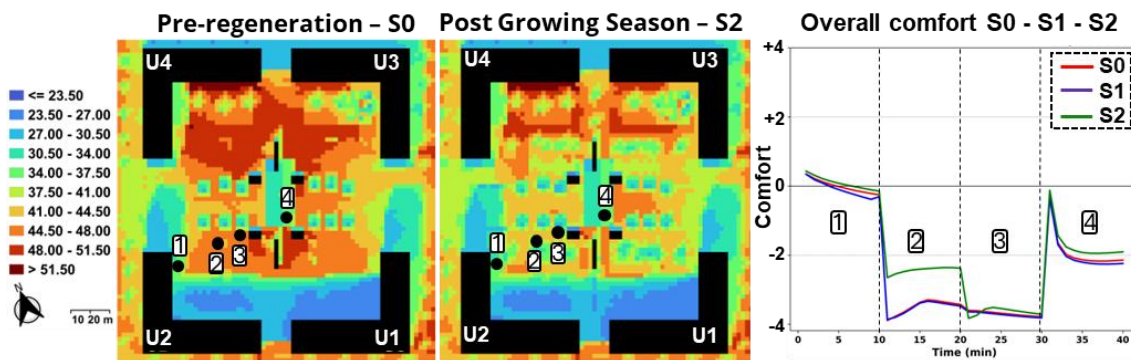 Pre-regeneration – S0
Post Growing Season – S2
Overall comfort S0 - S1 - S2
<= 23.50
23.50 - 27.00
27.00 - 30.50
30.50 - 34.00
34.00 - 37.50
37.50 - 41.00
41.00 - 44.50
44.50 - 48.00
48.00 - 51.50
> 51.50
N
10 20 m
U4
U3
4
1
2
3
U2
U1
U4
U3
4
1
2
3
U2
U1
Comfort
+4
+2
0
-2
-4
S0
S1
S2
1
2
3
4
0
10
20
30
40
Time (min)